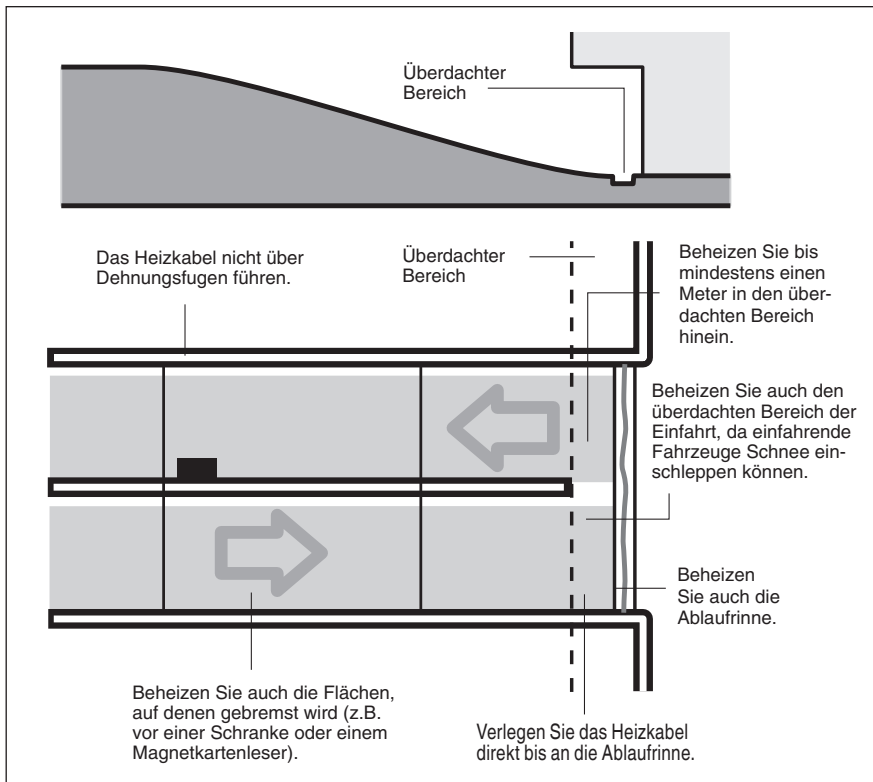 Überdachter
Bereich
Das Heizkabel nicht über
Dehnungsfugen führen.
Überdachter
Bereich
Beheizen Sie bis
mindestens einen
Meter in den über-
dachten Bereich
hinein.
Beheizen Sie auch den
überdachten Bereich der
Einfahrt, da einfahrende
Fahrzeuge Schnee ein-
schleppen können.
Beheizen
Sie auch die
Ablaufrinne.
Beheizen Sie auch die Flächen,
auf denen gebremst wird (z.B.
vor einer Schranke oder einem
Magnetkartenleser).
Verlegen Sie das Heizkabel
direkt bis an die Ablaufrinne.